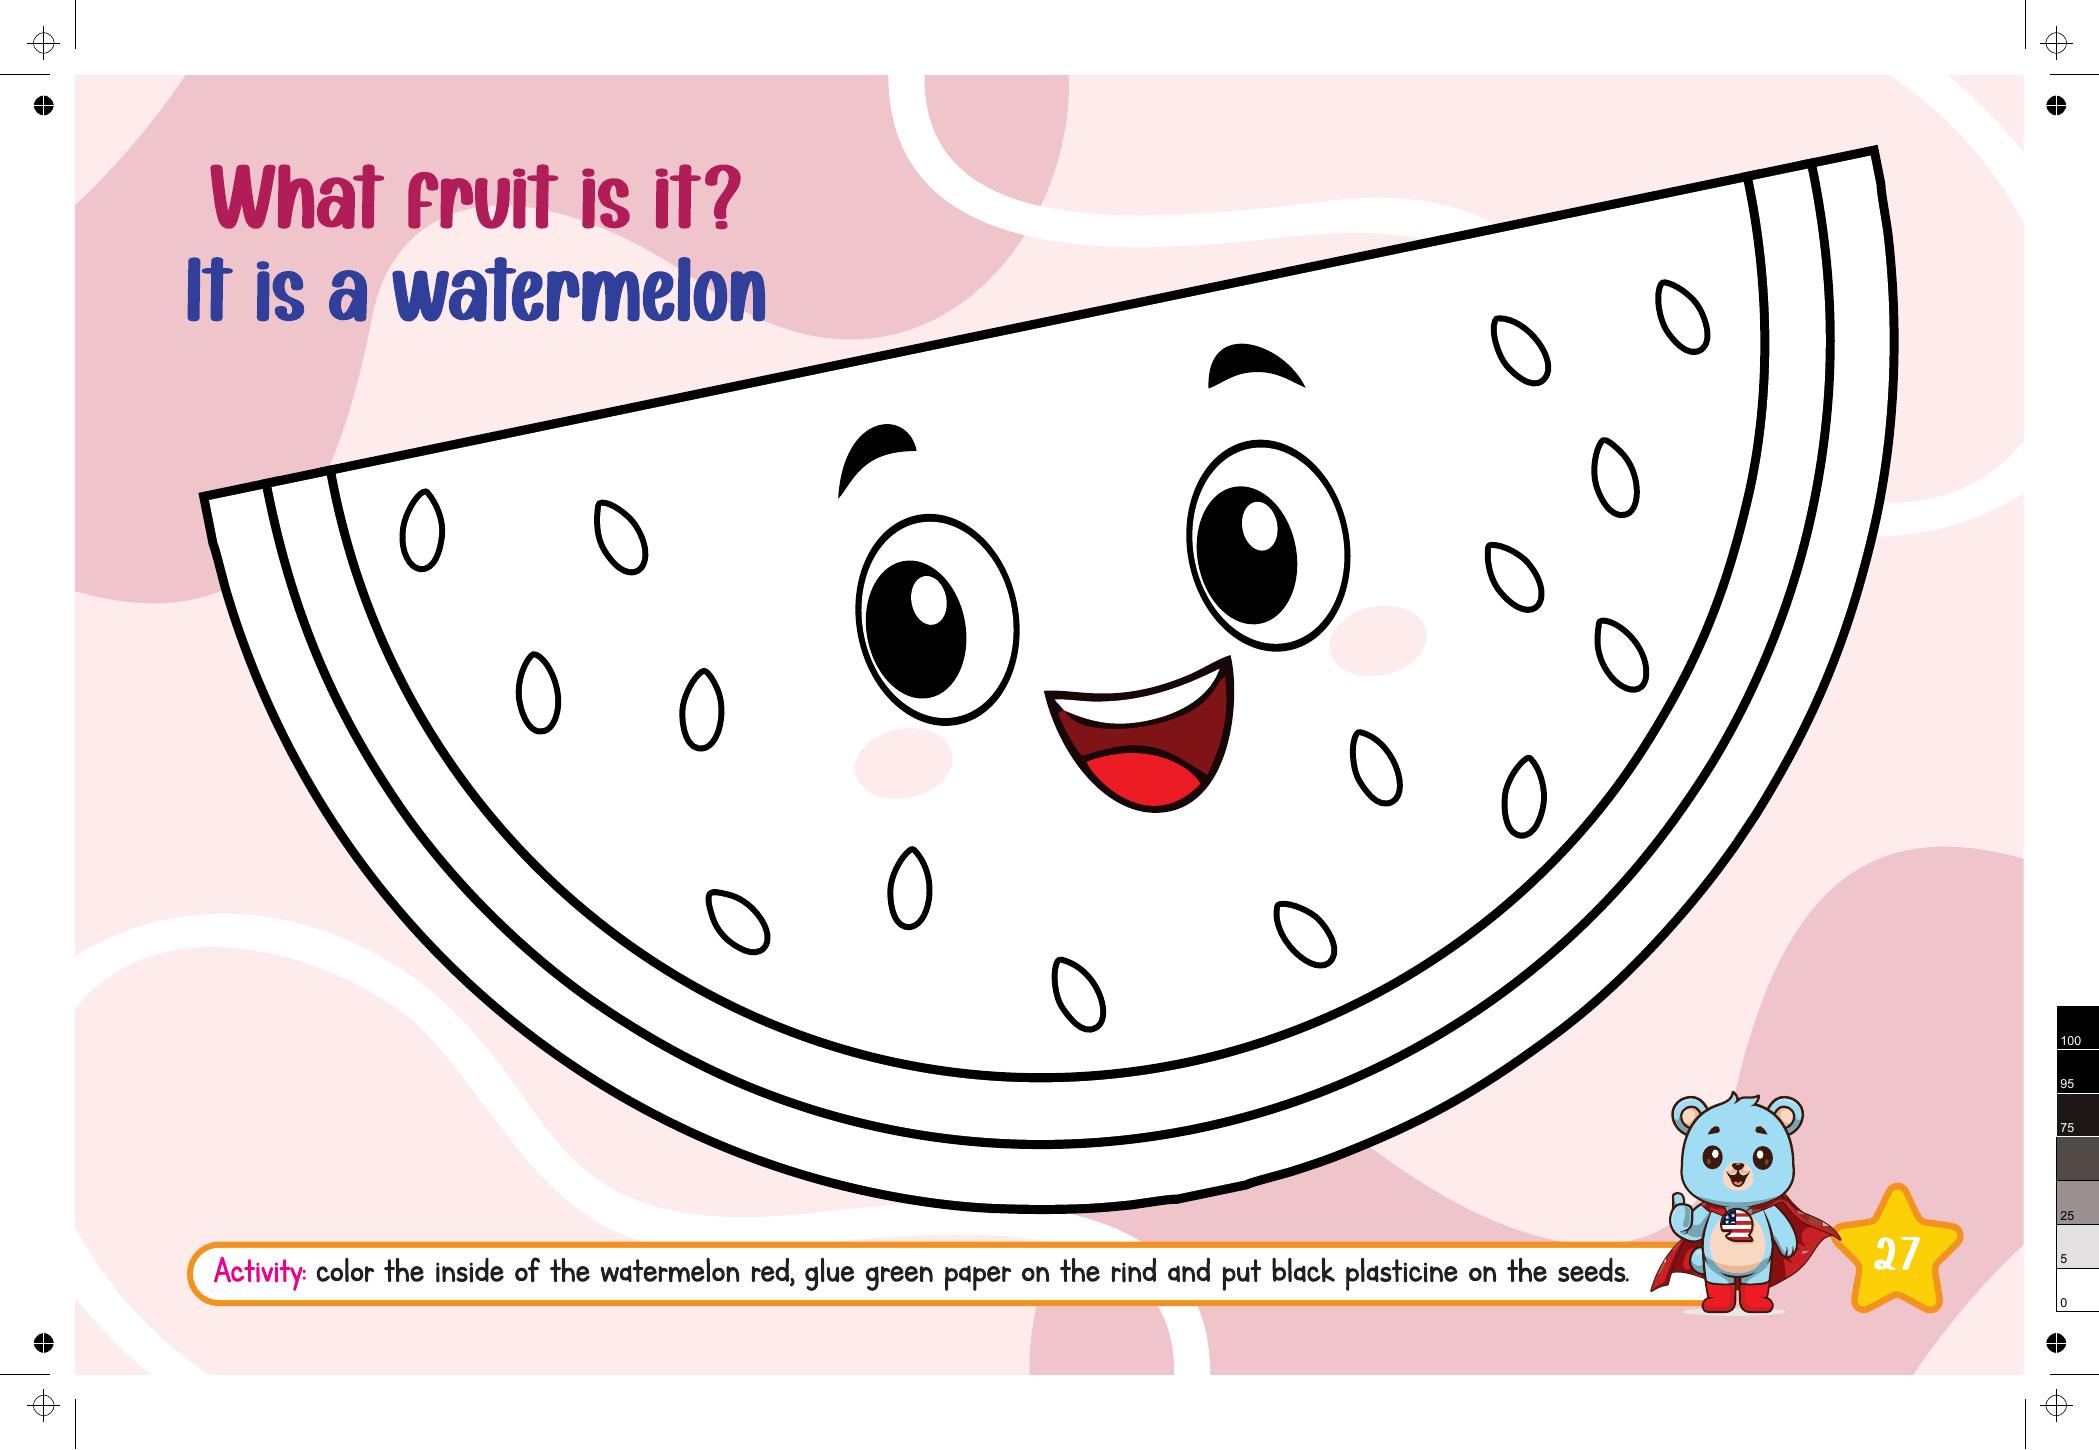 What fruit is it?
It is a watermelon
Activity: color the inside of the watermelon red, glue green paper on the rind and put black plasticine on the seeds.
27
100
95
75
25
5
0